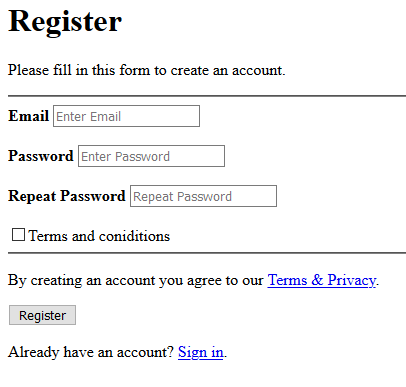 Register
Please fill in this form to create an account.
Email Enter Email
Password Enter Password
Repeat Password Repeat Password
Terms and coniditions
By creating an account you agree to our Terms & Privacy.
Register
Already have an account? Sign in.